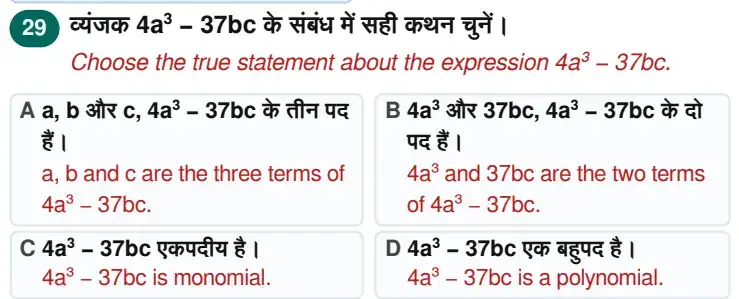 29 व्यंजक 4a³ – 37bc के संबंध में सही कथन चुनें।
Choose the true statement about the expression 4a³ – 37bc.
A a, b और c, 4a³ – 37bc के तीन पद
हैं।
a, b and c are the three terms of
4a³ – 37bc.
B 4a³ और 37bc, 4a³ – 37bc के दो
पद हैं।
4a³ and 37bc are the two terms
of 4a³ – 37bc.
C 4a³ – 37bc एकपदीय है।
4a³ – 37bc is monomial.
D 4a³ – 37bc एक बहुपद है।
4a³ – 37bc is a polynomial.